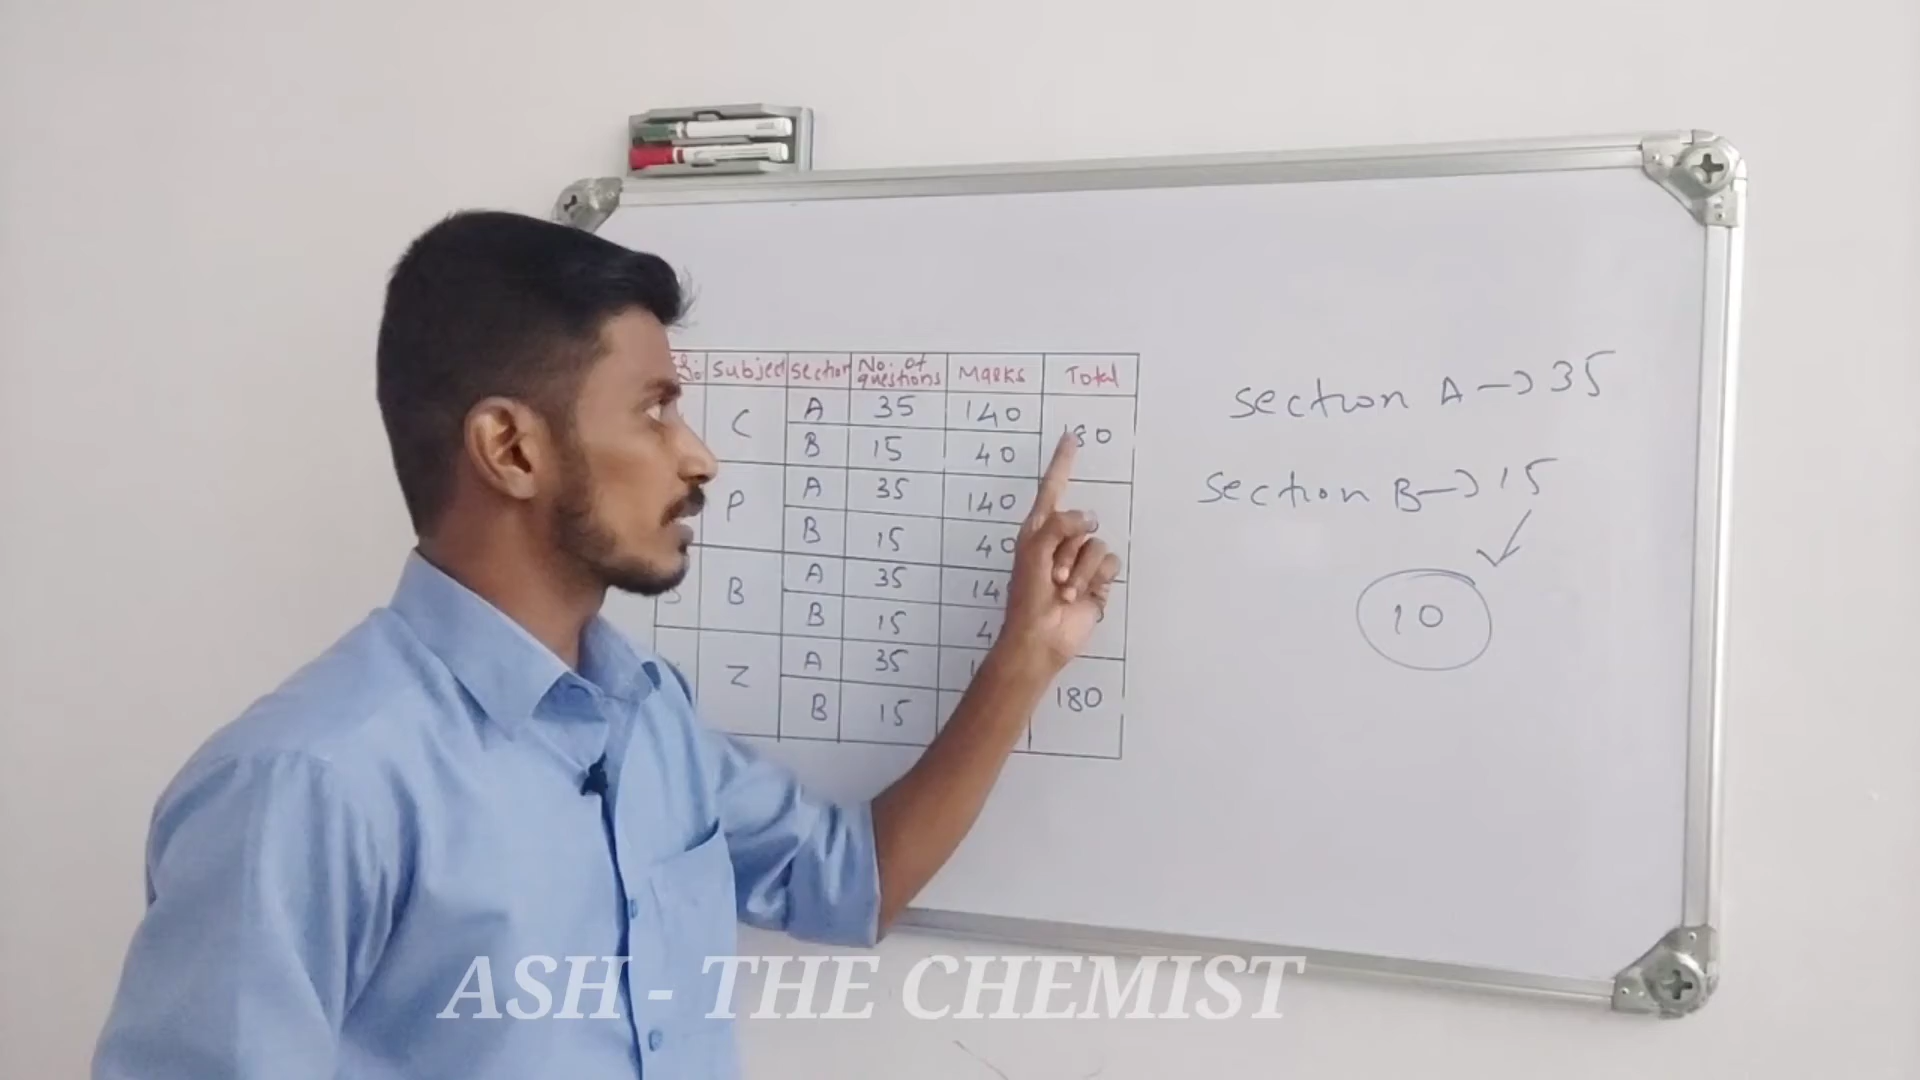 Subject Section No. of questions Marks Total
C A 35 140 180
B 15 40
P A 35 140
B 15 40
B A 35
B 15
Z A 35 180
B 15
Section A → 35
Section B → 15
10
ASH - THE CHEMIST